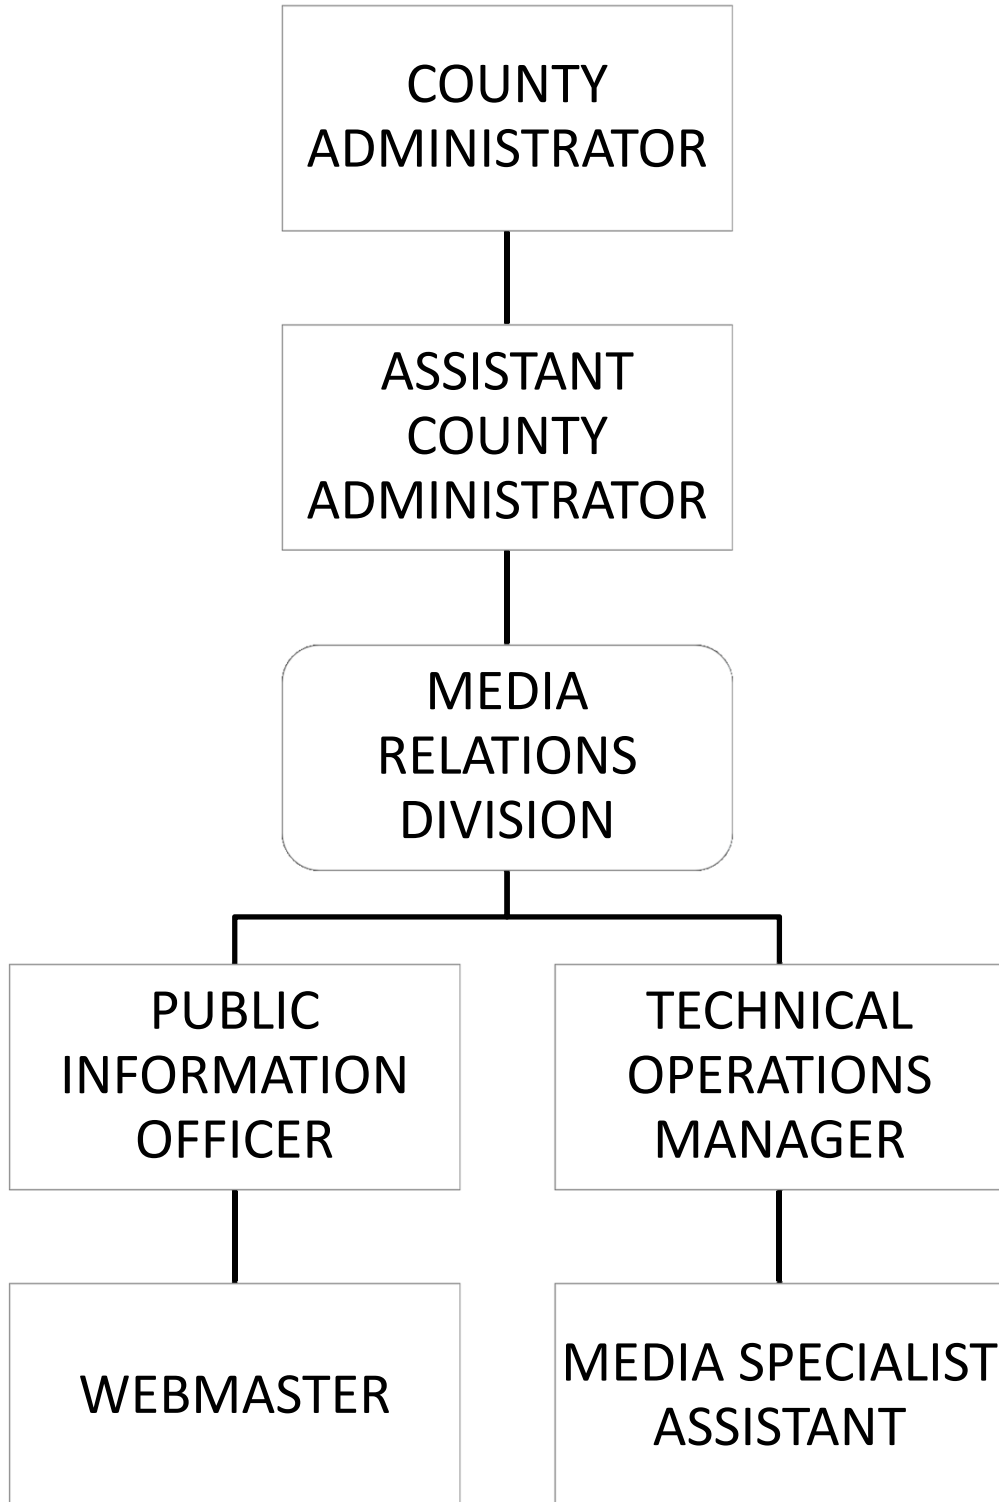 COUNTY
ADMINISTRATOR
ASSISTANT
COUNTY
ADMINISTRATOR
MEDIA
RELATIONS
DIVISION
PUBLIC
INFORMATION
OFFICER
TECHNICAL
OPERATIONS
MANAGER
WEBMASTER
MEDIA SPECIALIST
ASSISTANT